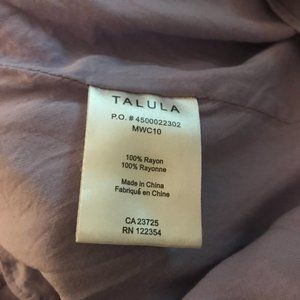 TALULA
P.O. # 4500022302
MWC10
100% Rayon
100% Rayonne
Made in China
Fabriqué en Chine
CA 23725
RN 122354